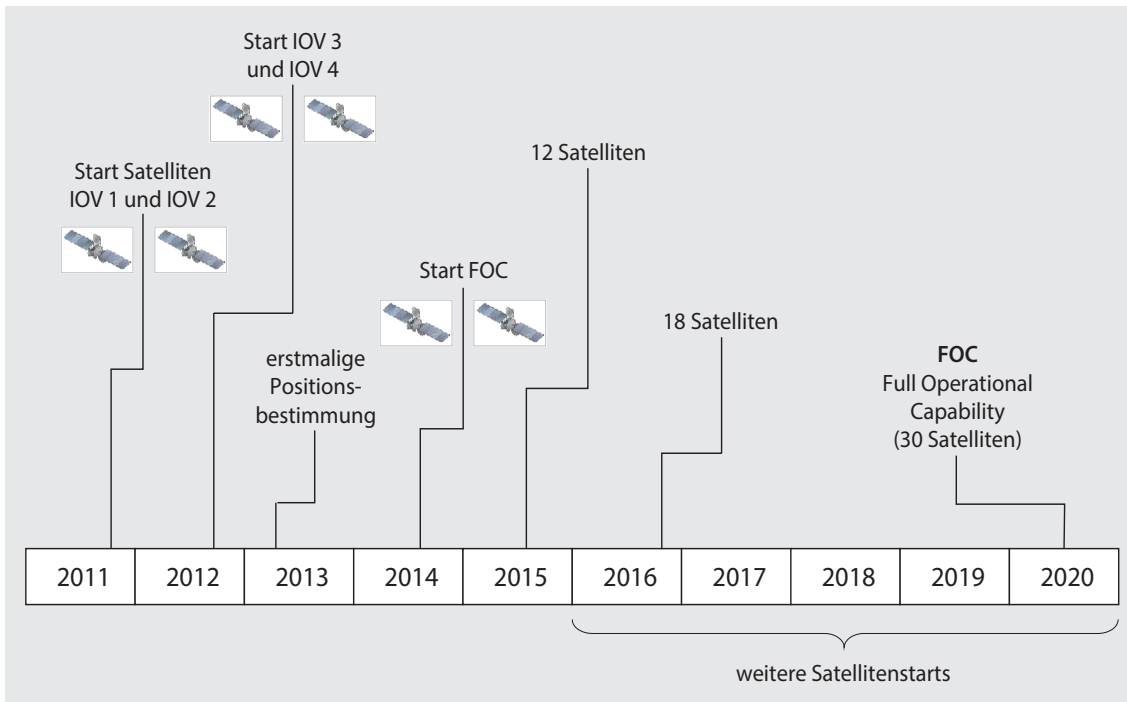 Start IOV 3
und IOV 4
12 Satelliten
Start Satelliten
IOV 1 und IOV 2
Start FOC
18 Satelliten
erstmalige
Positions-
bestimmung
FOC
Full Operational
Capability
(30 Satelliten)
2011 2012 2013 2014 2015 2016 2017 2018 2019 2020
weitere Satellitenstarts